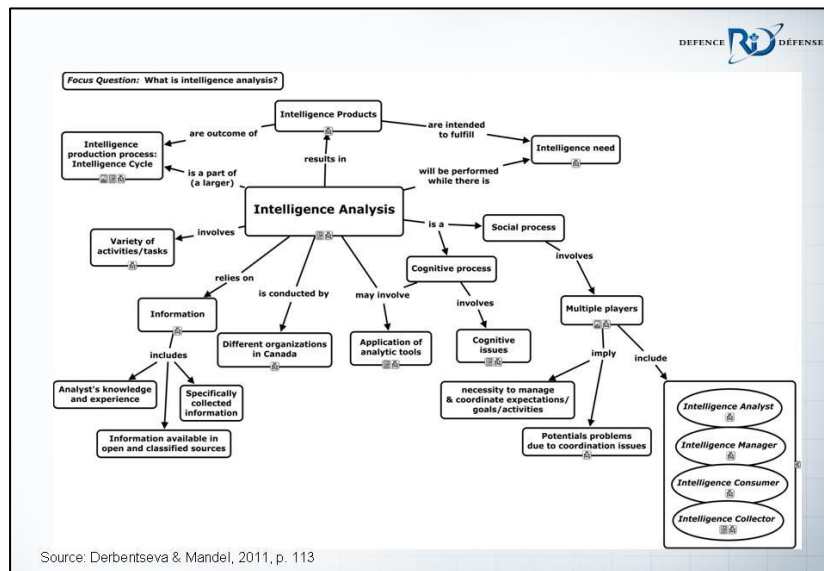 DEFENCE R&D DÉFENSE
Focus Question: What is intelligence analysis?
Intelligence Products
are outcome of
are intended
to fulfill
Intelligence
production process:
Intelligence Cycle
results in
Intelligence need
is a part of
(a larger)
will be performed
while there is
Intelligence Analysis
is a
Social process
Variety of
activities/tasks
involves
involves
Cognitive process
relies on
is conducted by
may involve
involves
Information
Multiple players
Different organizations
in Canada
Application of
analytic tools
Cognitive
issues
includes
imply
include
Analyst's knowledge
and experience
Specifically
collected
information
necessity to manage
& coordinate expectations/
goals/activities
Information available in
open and classified sources
Potentials problems
due to coordination issues
Intelligence Analyst
Intelligence Manager
Intelligence Consumer
Intelligence Collector
Source: Derbentseva & Mandel, 2011, p. 113